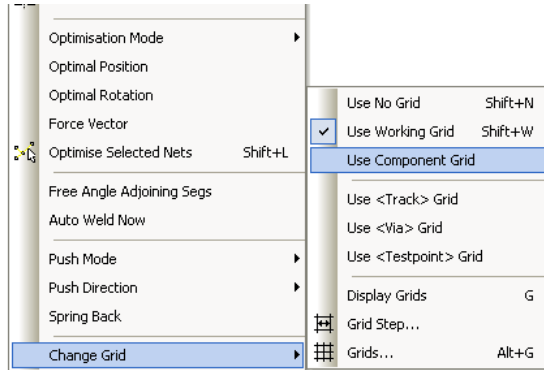 Optimisation Mode
Optimal Position
Optimal Rotation
Force Vector
Optimise Selected Nets Shift+L
Free Angle Adjoining Segs
Auto Weld Now
Push Mode
Push Direction
Spring Back
Change Grid
Use No Grid Shift+N
Use Working Grid Shift+W
Use Component Grid
Use <Track> Grid
Use <Via> Grid
Use <Testpoint> Grid
Display Grids G
Grid Step...
Grids... Alt+G